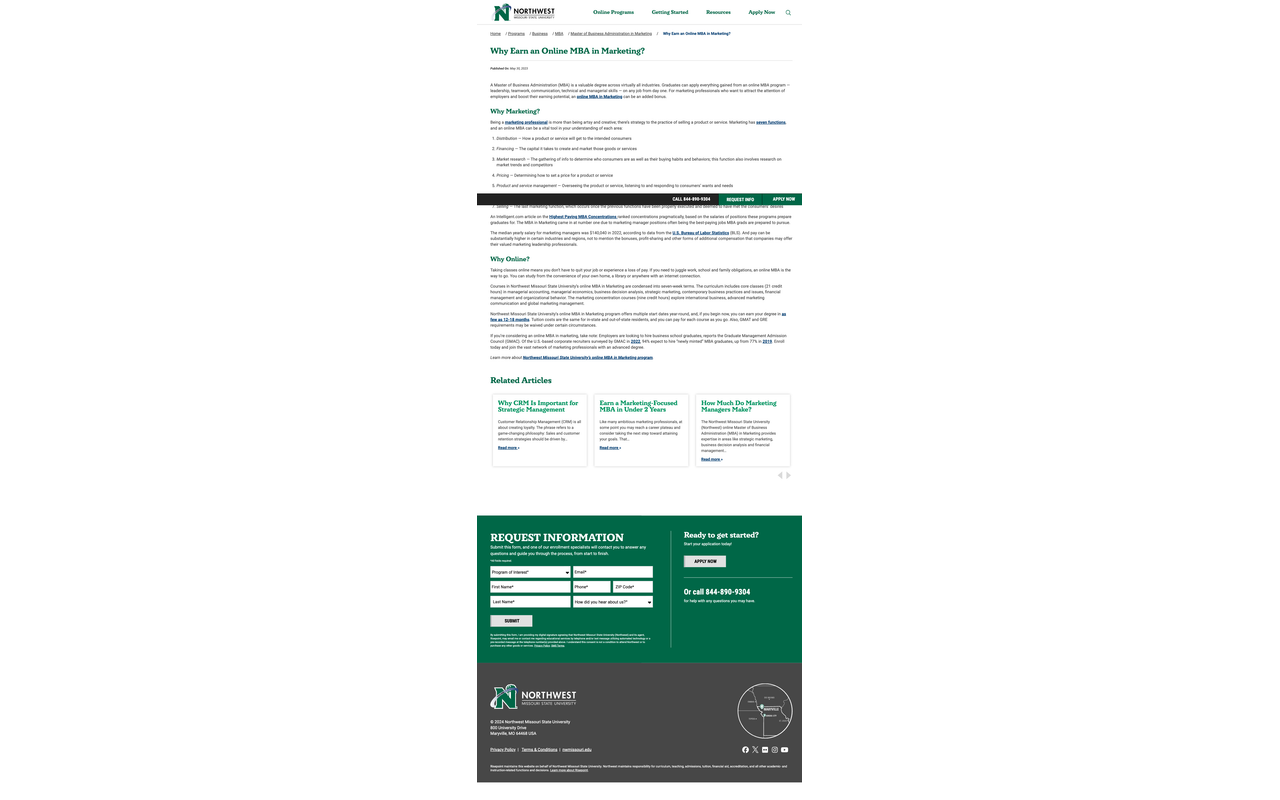 NORTHWEST
MISSOURI STATE UNIVERSITY
Online Programs
Getting Started
Resources
Apply Now
Home / Programs / Business / MBA / Master of Business Administration in Marketing / Why Earn an Online MBA in Marketing?
Why Earn an Online MBA in Marketing?
Published On: May 30, 2023
A Master of Business Administration (MBA) is a valuable degree across virtually all industries. Graduates can apply everything gained from an online MBA program —
leadership, teamwork, communication, technical and managerial skills — on any job from day one. For marketing professionals who want to attract the attention of
employers and boost their earning potential, an online MBA in Marketing can be an added bonus.
Why Marketing?
Being a marketing professional is more than being artsy and creative; there's strategy to the practice of selling a product or service. Marketing has seven functions,
and an online MBA can be a vital tool in your understanding of each area:
1. Distribution — How a product or service will get to the intended consumers
2. Financing — The capital it takes to create and market those goods or services
3. Market research — The gathering of info to determine who consumers are as well as their buying habits and behaviors, this function also involves research on
market trends and competitors
4. Pricing — Determining how to set a price for a product or service
5. Product and service management — Overseeing the product or service, listening to and responding to consumers' wants and needs
CALL 844-890-9304
REQUEST INFO
APPLY NOW
7. Selling — The last marketing function, which occurs once the previous functions have been properly executed and deemed to have met the consumers' desires
An Intelligent.com article on the Highest Paying MBA Concentrations ranked concentrations pragmatically, based on the salaries of positions these programs prepare
graduates for. The MBA in Marketing came in at number one due to marketing manager positions often being the best-paying jobs MBA grads are prepared to pursue.
The median yearly salary for marketing managers was $140,040 in 2022, according to data from the U.S. Bureau of Labor Statistics (BLS). And pay can be
substantially higher in certain industries and regions, not to mention the bonuses, profit-sharing and other forms of additional compensation that companies may offer
their valued marketing leadership professionals.
Why Online?
Taking classes online means you don't have to quit your job or experience a loss of pay. If you need to juggle work, school and family obligations, an online MBA is the
way to go. You can study from the convenience of your own home, a library or anywhere with an internet connection.
Courses in Northwest Missouri State University's online MBA in Marketing are condensed into seven-week terms. The curriculum includes core classes (21 credit
hours) in managerial accounting, managerial economics, business decision analysis, strategic marketing, contemporary business practices and issues, financial
management and organizational behavior. The marketing concentration courses (nine credit hours) explore international business, advanced marketing
communication and global marketing management.
Northwest Missouri State University's online MBA in Marketing program offers multiple start dates year-round, and, if you begin now, you can earn your degree in as
few as 12-18 months. Tuition costs are the same for in-state and out-of-state residents, and you can pay for each course as you go. Also, GMAT and GRE
requirements may be waived under certain circumstances.
If you're considering an online MBA in marketing, take note: Employers are looking to hire business school graduates, reports the Graduate Management Admission
Council (GMAC). Of the U.S.-based corporate recruiters surveyed by GMAC in 2022, 94% expect to hire "newly minted" MBA graduates, up from 77% in 2019. Enroll
today and join the vast network of marketing professionals with an advanced degree.
Learn more about Northwest Missouri State University's online MBA in Marketing program
Related Articles
Why CRM Is Important for
Strategic Management
Customer Relationship Management (CRM) is all
about creating loyalty. The phrase refers to a
game-changing philosophy: Sales and customer
retention strategies should be driven by...
Read more »
Earn a Marketing-Focused
MBA in Under 2 Years
Like many ambitious marketing professionals, at
some point you may reach a career plateau and
consider taking the next step toward attaining
your goals. That...
Read more »
How Much Do Marketing
Managers Make?
The Northwest Missouri State University
(Northwest) online Master of Business
Administration (MBA) in Marketing provides
expertise in areas like strategic marketing,
business decision analysis and financial
management...
Read more »
REQUEST INFORMATION
Submit this form, and one of our enrollment specialists will contact you to answer any
questions and guide you through the process, from start to finish.
*All fields required.
Program of Interest*
Email*
First Name*
Phone*
ZIP Code*
Last Name*
How did you hear about us?*
SUBMIT
Privacy Policy. SMS Terms.
Ready to get started?
Start your application today!
APPLY NOW
Or call 844-890-9304
for help with any questions you may have.
NORTHWEST
MISSOURI STATE UNIVERSITY
© 2024 Northwest Missouri State University
800 University Drive
Maryville, MO 64468 USA
MARYVILLE
Privacy Policy | Terms & Conditions | nwmissouri.edu
Risepoint maintains this website on behalf of Northwest Missouri State University. Northwest maintains responsibility for curriculum, teaching, admissions, tuition, financial aid, accreditation, and all other academic- and
instruction-related functions and decisions. Learn more about Risepoint.